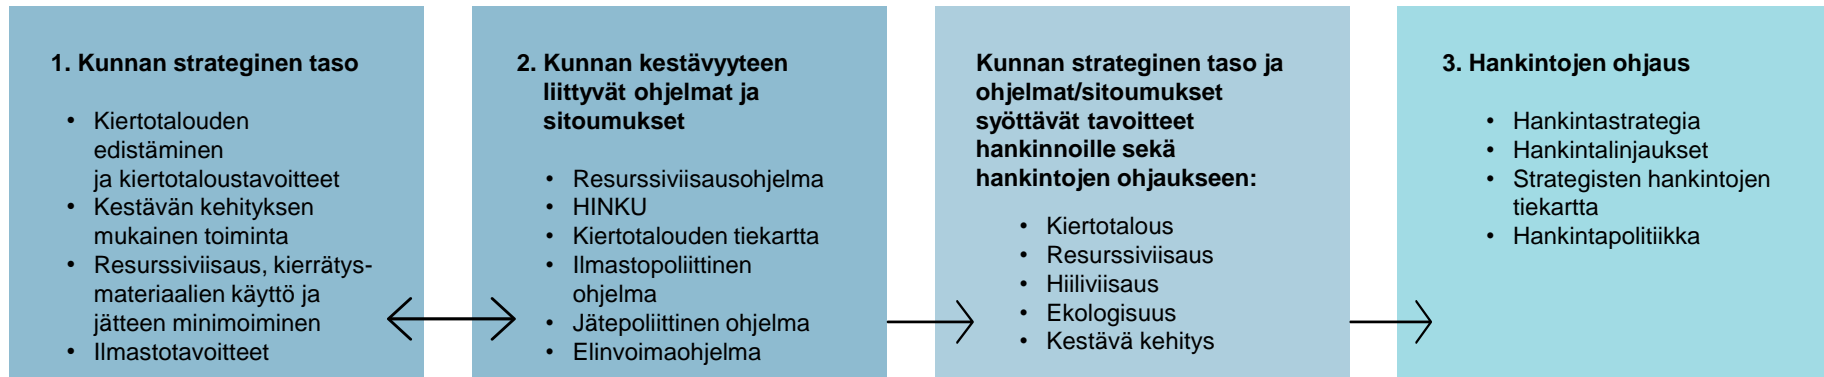 1. Kunnan strateginen taso
• Kiertotalouden
edistäminen
ja kiertotaloustavoitteet
• Kestävän kehityksen
mukainen toiminta
• Resurssiviisaus, kierrätys-
materiaalien käyttö ja
jätteen minimoiminen
• Ilmastotavoitteet
2. Kunnan kestävyyteen
liittyvät ohjelmat ja
sitoumukset
• Resurssiviisausohjelma
• HINKU
• Kiertotalouden tiekartta
• Ilmastopoliittinen
ohjelma
• Jätepoliittinen ohjelma
• Elinvoimaohjelma
Kunnan strateginen taso ja
ohjelmat/sitoumukset
syöttävät tavoitteet
hankinnoille sekä
hankintojen ohjaukseen:
• Kiertotalous
• Resurssiviisaus
• Hiiliviisaus
• Ekologisuus
• Kestävä kehitys
3. Hankintojen ohjaus
• Hankintastrategia
• Hankintalinjaukset
• Strategisten hankintojen
tiekartta
• Hankintapolitiikka